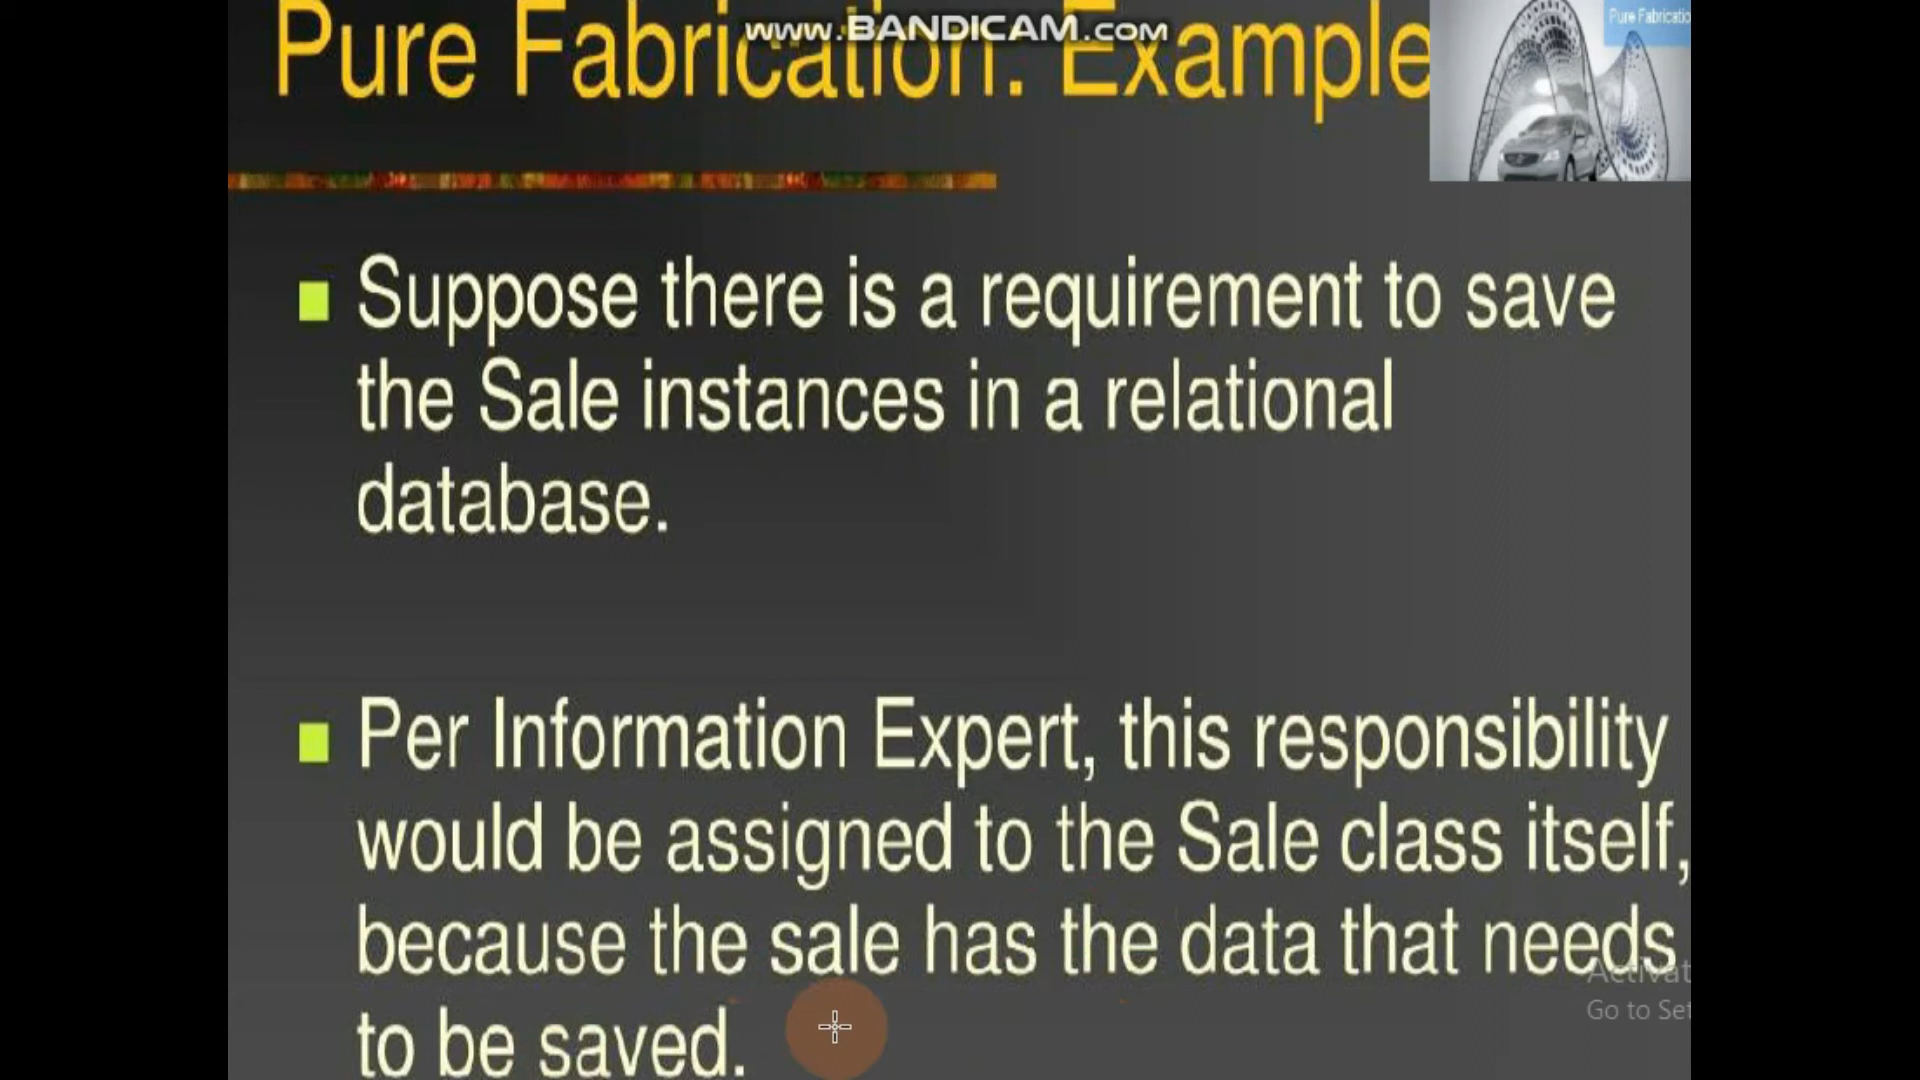 www.BANDICAM.com
Pure Fabrication: Example
Pure Fabricatio
Suppose there is a requirement to save
the Sale instances in a relational
database.
Per Information Expert, this responsibility
would be assigned to the Sale class itself,
because the sale has the data that needs
to be saved.
Activat
Go to Set